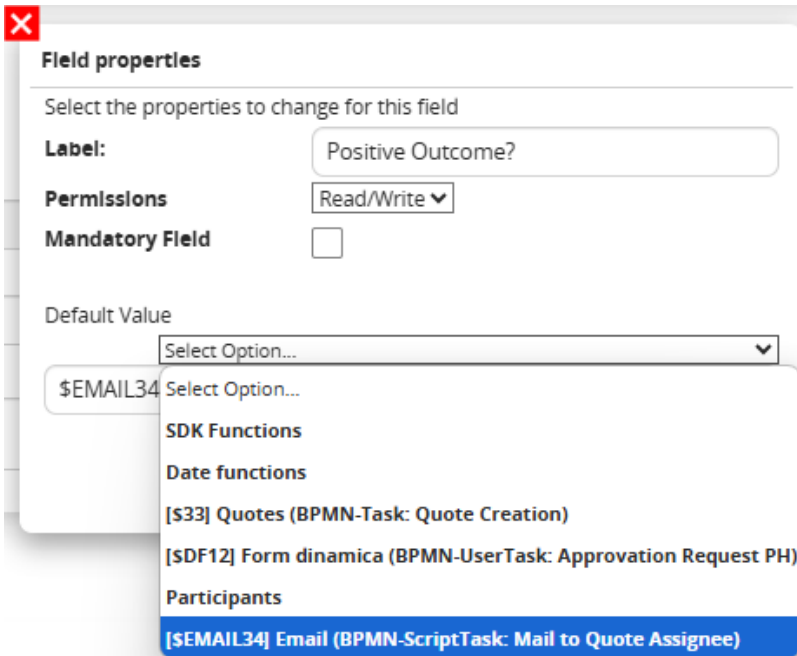 Field properties
Select the properties to change for this field
Label:
Positive Outcome?
Permissions
Read/Write
Mandatory Field
Default Value
Select Option...
$EMAIL34
Select Option...
SDK Functions
Date functions
[$33] Quotes (BPMN-Task: Quote Creation)
[$DF12] Form dinamica (BPMN-UserTask: Approvation Request PH)
Participants
[$EMAIL34] Email (BPMN-ScriptTask: Mail to Quote Assignee)